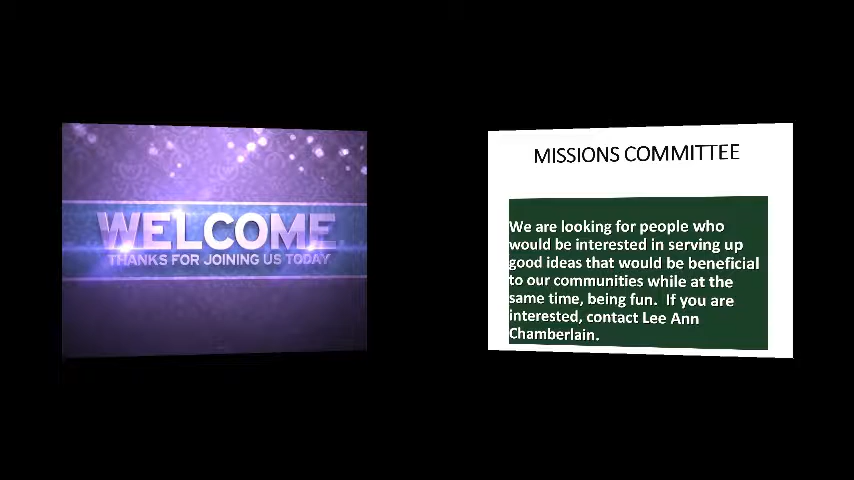 WELCOME
THANKS FOR JOINING US TODAY
MISSIONS COMMITTEE
We are looking for people who
would be interested in serving up
good ideas that would be beneficial
to our communities while at the
same time, being fun.  If you are
interested, contact Lee Ann
Chamberlain.